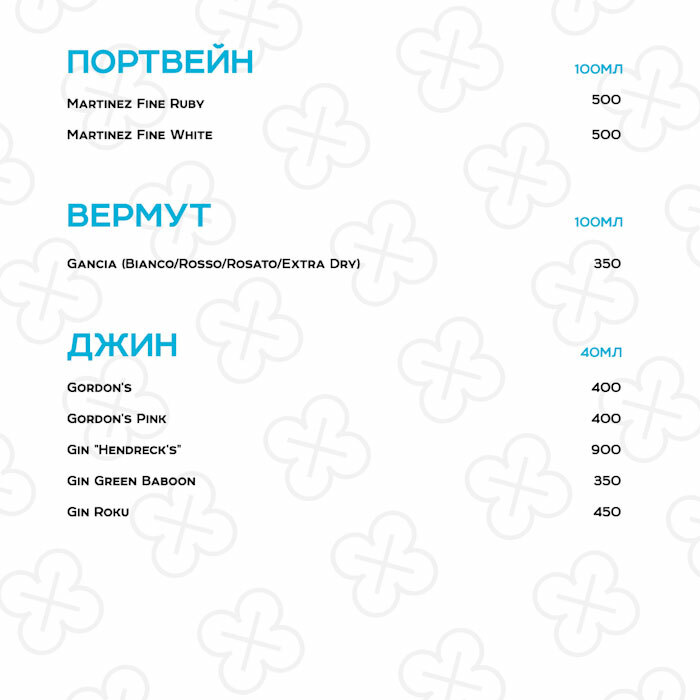 ПОРТВЕЙН 100МЛ
Martinez Fine Ruby 500
Martinez Fine White 500
ВЕРМУТ 100МЛ
Gancia (Bianco/Rosso/Rosato/Extra Dry) 350
ДЖИН 40МЛ
Gordon's 400
Gordon's Pink 400
Gin "Hendreck's" 900
Gin Green Baboon 350
Gin Roku 450